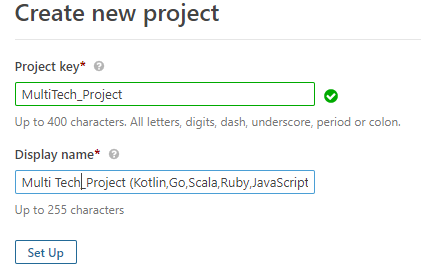 Create new project
Project key*
MultiTech_Project
Up to 400 characters. All letters, digits, dash, underscore, period or colon.
Display name*
Multi Tech_Project (Kotlin,Go,Scala,Ruby,JavaScript
Up to 255 characters
Set Up